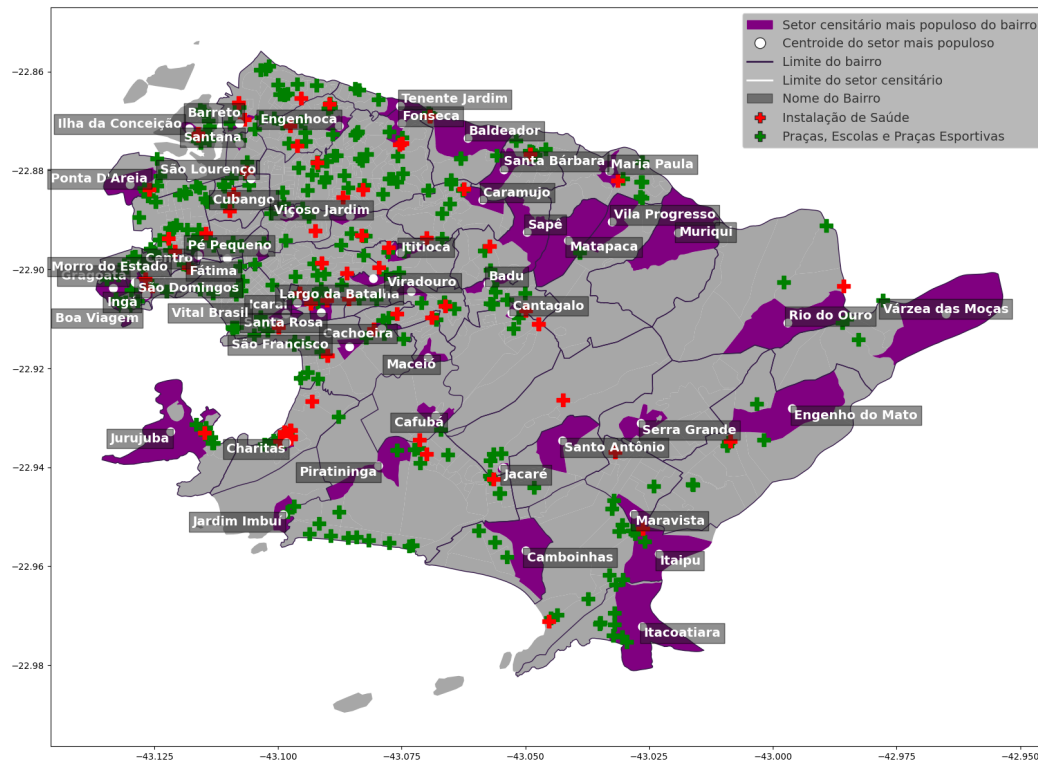 Setor censitário mais populoso do bairro
Centroide do setor mais populoso
Limite do bairro
Limite do setor censitário
Nome do Bairro
Instalação de Saúde
Praças, Escolas e Praças Esportivas
−22.86
−22.88
−22.90
−22.92
−22.94
−22.96
−22.98
Tenente Jardim
Barreto
Fonseca
Ilha da Conceição
Engenhoca
Santana
Baldeador
Santa Bárbara
Maria Paula
São Lourenço
Ponta D'Areia
Caramujo
Cubango
Viçoso Jardim
Vila Progresso
Sapê
Muriqui
Pé Pequeno
Ititioca
Matapaca
Centro
Morro do Estado
Fátima
Gragoatá
Viradouro
Badu
São Domingos
Largo da Batalha
Ingá
Icaraí
Cantagalo
Várzea das Moças
Vital Brasil
Rio do Ouro
Boa Viagem
Santa Rosa
Cachoeira
São Francisco
Maceió
Engenho do Mato
Cafubá
Serra Grande
Jurujuba
Charitas
Santo Antônio
Piratininga
Jacaré
Jardim Imbuí
Maravista
Camboinhas
Itaipu
Itacoatiara
−43.125
−43.100
−43.075
−43.050
−43.025
−43.000
−42.975
−42.950